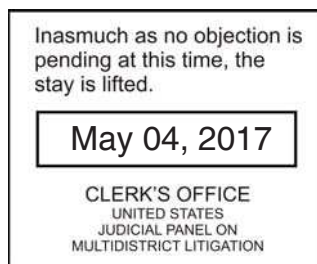 Inasmuch as no objection is
pending at this time, the
stay is lifted.
May 04, 2017
CLERK'S OFFICE
UNITED STATES
JUDICIAL PANEL ON
MULTIDISTRICT LITIGATION